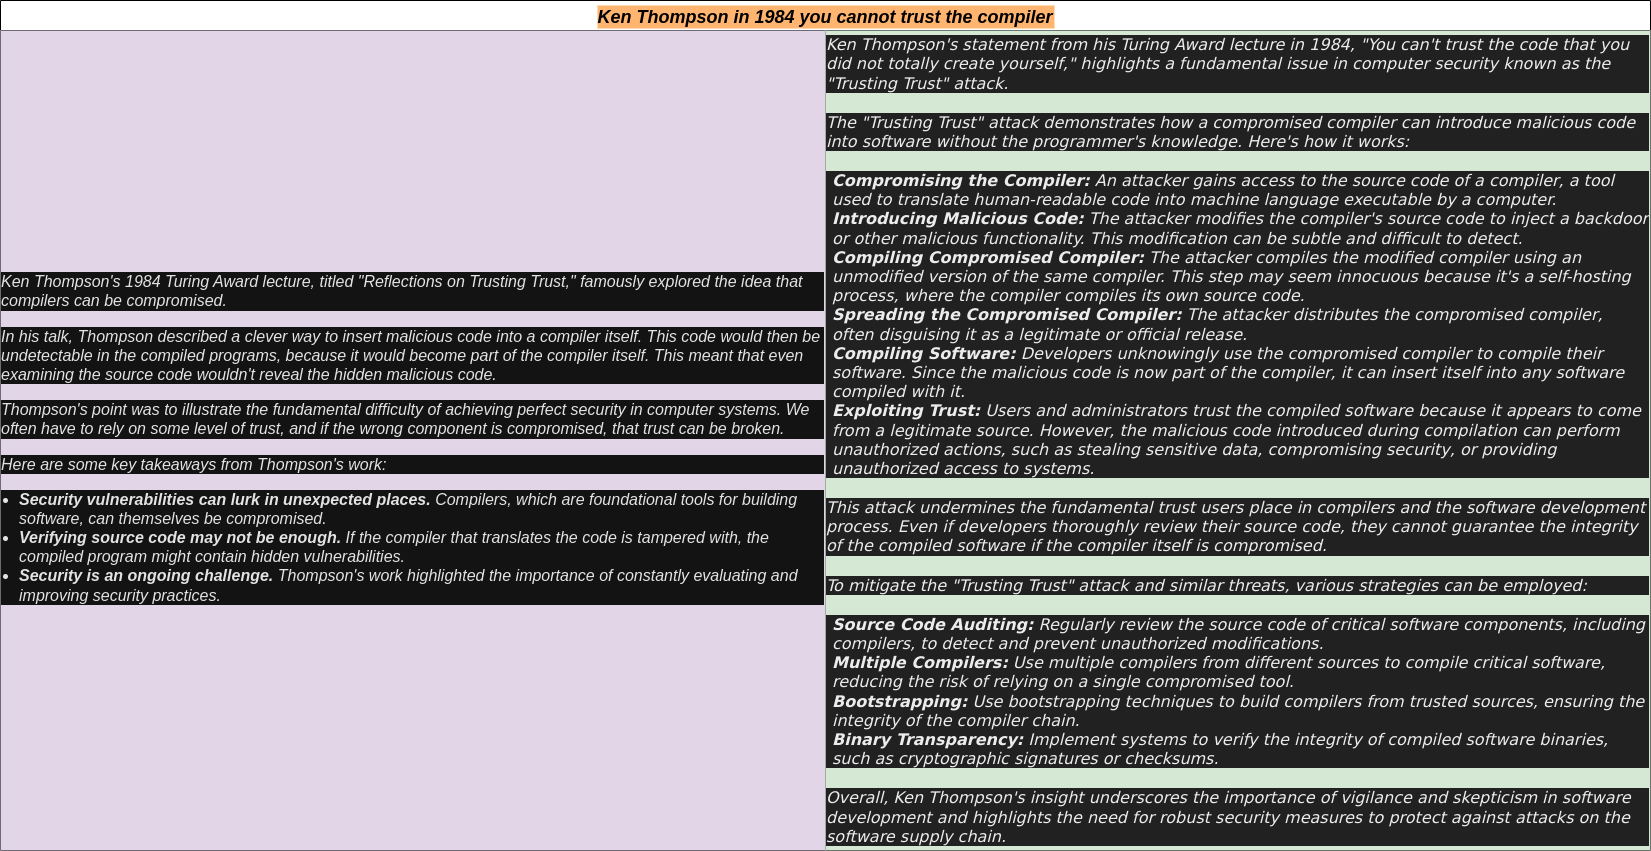 Ken Thompson in 1984 you cannot trust the compiler
Ken Thompson's 1984 Turing Award lecture, titled "Reflections on Trusting Trust," famously explored the idea that
compilers can be compromised.
In his talk, Thompson described a clever way to insert malicious code into a compiler itself. This code would then be
undetectable in the compiled programs, because it would become part of the compiler itself. This meant that even
examining the source code wouldn't reveal the hidden malicious code.
Thompson's point was to illustrate the fundamental difficulty of achieving perfect security in computer systems. We
often have to rely on some level of trust, and if the wrong component is compromised, that trust can be broken.
Here are some key takeaways from Thompson's work:
• Security vulnerabilities can lurk in unexpected places. Compilers, which are foundational tools for building
software, can themselves be compromised.
• Verifying source code may not be enough. If the compiler that translates the code is tampered with, the
compiled program might contain hidden vulnerabilities.
• Security is an ongoing challenge. Thompson's work highlighted the importance of constantly evaluating and
improving security practices.
Ken Thompson's statement from his Turing Award lecture in 1984, "You can't trust the code that you
did not totally create yourself," highlights a fundamental issue in computer security known as the
"Trusting Trust" attack.
The "Trusting Trust" attack demonstrates how a compromised compiler can introduce malicious code
into software without the programmer's knowledge. Here's how it works:
Compromising the Compiler: An attacker gains access to the source code of a compiler, a tool
used to translate human-readable code into machine language executable by a computer.
Introducing Malicious Code: The attacker modifies the compiler's source code to inject a backdoor
or other malicious functionality. This modification can be subtle and difficult to detect.
Compiling Compromised Compiler: The attacker compiles the modified compiler using an
unmodified version of the same compiler. This step may seem innocuous because it's a self-hosting
process, where the compiler compiles its own source code.
Spreading the Compromised Compiler: The attacker distributes the compromised compiler,
often disguising it as a legitimate or official release.
Compiling Software: Developers unknowingly use the compromised compiler to compile their
software. Since the malicious code is now part of the compiler, it can insert itself into any software
compiled with it.
Exploiting Trust: Users and administrators trust the compiled software because it appears to come
from a legitimate source. However, the malicious code introduced during compilation can perform
unauthorized actions, such as stealing sensitive data, compromising security, or providing
unauthorized access to systems.
This attack undermines the fundamental trust users place in compilers and the software development
process. Even if developers thoroughly review their source code, they cannot guarantee the integrity
of the compiled software if the compiler itself is compromised.
To mitigate the "Trusting Trust" attack and similar threats, various strategies can be employed:
Source Code Auditing: Regularly review the source code of critical software components, including
compilers, to detect and prevent unauthorized modifications.
Multiple Compilers: Use multiple compilers from different sources to compile critical software,
reducing the risk of relying on a single compromised tool.
Bootstrapping: Use bootstrapping techniques to build compilers from trusted sources, ensuring the
integrity of the compiler chain.
Binary Transparency: Implement systems to verify the integrity of compiled software binaries,
such as cryptographic signatures or checksums.
Overall, Ken Thompson's insight underscores the importance of vigilance and skepticism in software
development and highlights the need for robust security measures to protect against attacks on the
software supply chain.